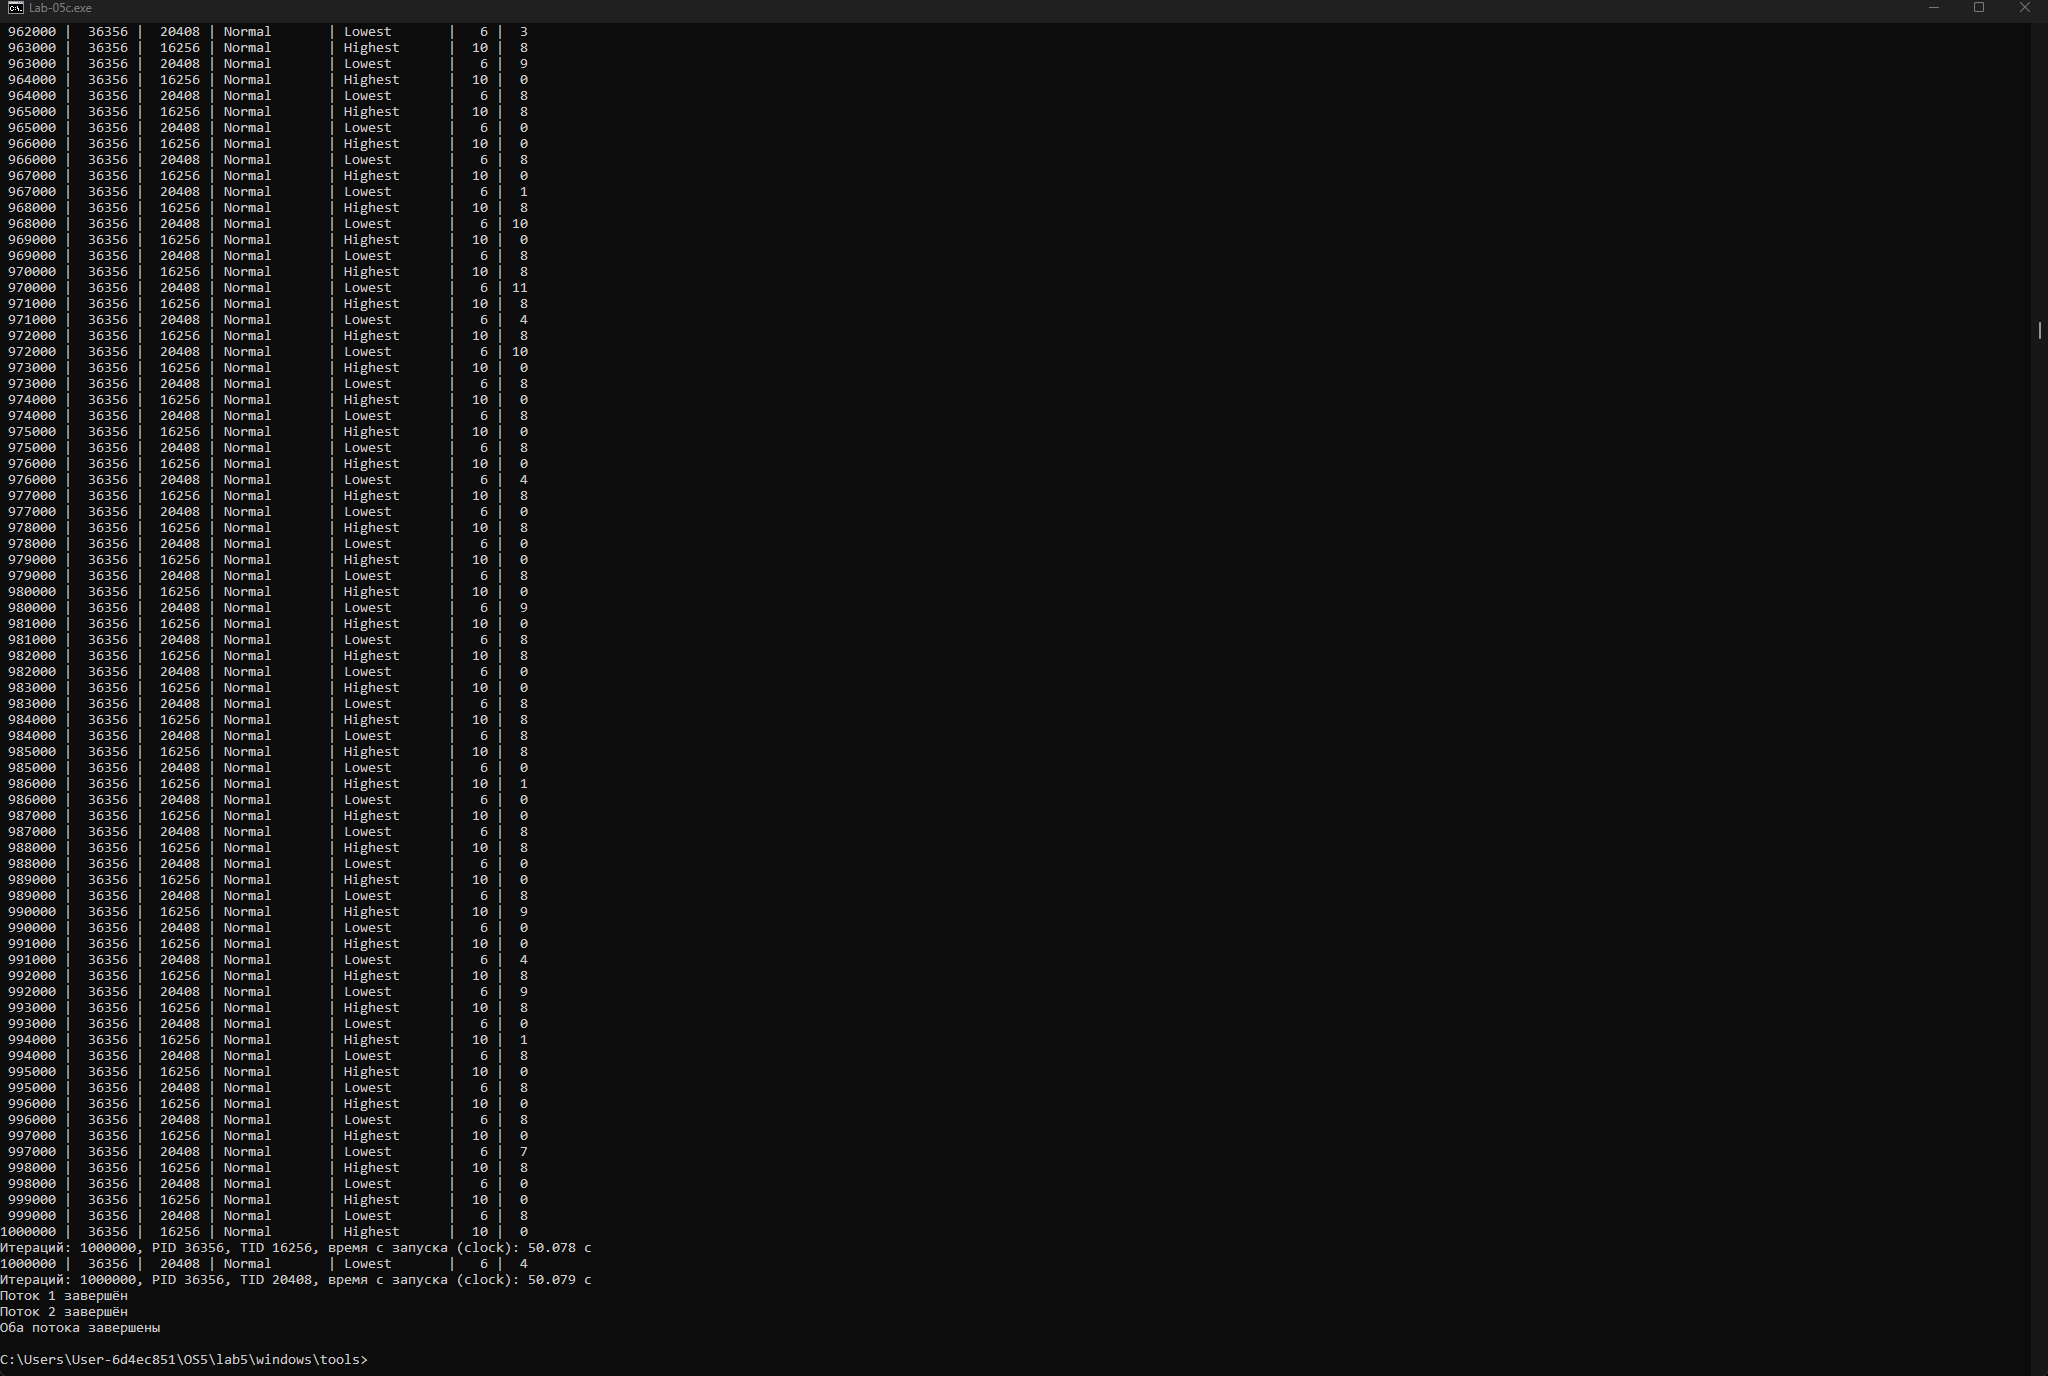 Lab-05c.exe
962000 |  36356 |  20408 | Normal       | Lowest       |   6 |  3
963000 |  36356 |  16256 | Normal       | Highest      |  10 |  8
963000 |  36356 |  20408 | Normal       | Lowest       |   6 |  9
964000 |  36356 |  16256 | Normal       | Highest      |  10 |  0
964000 |  36356 |  20408 | Normal       | Lowest       |   6 |  8
965000 |  36356 |  16256 | Normal       | Highest      |  10 |  8
965000 |  36356 |  20408 | Normal       | Lowest       |   6 |  0
966000 |  36356 |  16256 | Normal       | Highest      |  10 |  0
966000 |  36356 |  20408 | Normal       | Lowest       |   6 |  8
967000 |  36356 |  16256 | Normal       | Highest      |  10 |  0
967000 |  36356 |  20408 | Normal       | Lowest       |   6 |  1
968000 |  36356 |  16256 | Normal       | Highest      |  10 |  8
968000 |  36356 |  20408 | Normal       | Lowest       |   6 | 10
969000 |  36356 |  16256 | Normal       | Highest      |  10 |  0
969000 |  36356 |  20408 | Normal       | Lowest       |   6 |  8
970000 |  36356 |  16256 | Normal       | Highest      |  10 |  8
970000 |  36356 |  20408 | Normal       | Lowest       |   6 | 11
971000 |  36356 |  16256 | Normal       | Highest      |  10 |  8
971000 |  36356 |  20408 | Normal       | Lowest       |   6 |  4
972000 |  36356 |  16256 | Normal       | Highest      |  10 |  8
972000 |  36356 |  20408 | Normal       | Lowest       |   6 | 10
973000 |  36356 |  16256 | Normal       | Highest      |  10 |  0
973000 |  36356 |  20408 | Normal       | Lowest       |   6 |  8
974000 |  36356 |  16256 | Normal       | Highest      |  10 |  0
974000 |  36356 |  20408 | Normal       | Lowest       |   6 |  8
975000 |  36356 |  16256 | Normal       | Highest      |  10 |  0
975000 |  36356 |  20408 | Normal       | Lowest       |   6 |  8
976000 |  36356 |  16256 | Normal       | Highest      |  10 |  0
976000 |  36356 |  20408 | Normal       | Lowest       |   6 |  4
977000 |  36356 |  16256 | Normal       | Highest      |  10 |  8
977000 |  36356 |  20408 | Normal       | Lowest       |   6 |  0
978000 |  36356 |  16256 | Normal       | Highest      |  10 |  8
978000 |  36356 |  20408 | Normal       | Lowest       |   6 |  0
979000 |  36356 |  16256 | Normal       | Highest      |  10 |  0
979000 |  36356 |  20408 | Normal       | Lowest       |   6 |  8
980000 |  36356 |  16256 | Normal       | Highest      |  10 |  0
980000 |  36356 |  20408 | Normal       | Lowest       |   6 |  9
981000 |  36356 |  16256 | Normal       | Highest      |  10 |  0
981000 |  36356 |  20408 | Normal       | Lowest       |   6 |  8
982000 |  36356 |  16256 | Normal       | Highest      |  10 |  8
982000 |  36356 |  20408 | Normal       | Lowest       |   6 |  0
983000 |  36356 |  16256 | Normal       | Highest      |  10 |  0
983000 |  36356 |  20408 | Normal       | Lowest       |   6 |  8
984000 |  36356 |  16256 | Normal       | Highest      |  10 |  8
984000 |  36356 |  20408 | Normal       | Lowest       |   6 |  8
985000 |  36356 |  16256 | Normal       | Highest      |  10 |  8
985000 |  36356 |  20408 | Normal       | Lowest       |   6 |  0
986000 |  36356 |  16256 | Normal       | Highest      |  10 |  1
986000 |  36356 |  20408 | Normal       | Lowest       |   6 |  0
987000 |  36356 |  16256 | Normal       | Highest      |  10 |  0
987000 |  36356 |  20408 | Normal       | Lowest       |   6 |  8
988000 |  36356 |  16256 | Normal       | Highest      |  10 |  8
988000 |  36356 |  20408 | Normal       | Lowest       |   6 |  0
989000 |  36356 |  16256 | Normal       | Highest      |  10 |  0
989000 |  36356 |  20408 | Normal       | Lowest       |   6 |  8
990000 |  36356 |  16256 | Normal       | Highest      |  10 |  9
990000 |  36356 |  20408 | Normal       | Lowest       |   6 |  0
991000 |  36356 |  16256 | Normal       | Highest      |  10 |  0
991000 |  36356 |  20408 | Normal       | Lowest       |   6 |  4
992000 |  36356 |  16256 | Normal       | Highest      |  10 |  8
992000 |  36356 |  20408 | Normal       | Lowest       |   6 |  9
993000 |  36356 |  16256 | Normal       | Highest      |  10 |  8
993000 |  36356 |  20408 | Normal       | Lowest       |   6 |  0
994000 |  36356 |  16256 | Normal       | Highest      |  10 |  1
994000 |  36356 |  20408 | Normal       | Lowest       |   6 |  8
995000 |  36356 |  16256 | Normal       | Highest      |  10 |  0
995000 |  36356 |  20408 | Normal       | Lowest       |   6 |  8
996000 |  36356 |  16256 | Normal       | Highest      |  10 |  0
996000 |  36356 |  20408 | Normal       | Lowest       |   6 |  8
997000 |  36356 |  16256 | Normal       | Highest      |  10 |  0
997000 |  36356 |  20408 | Normal       | Lowest       |   6 |  7
998000 |  36356 |  16256 | Normal       | Highest      |  10 |  8
998000 |  36356 |  20408 | Normal       | Lowest       |   6 |  0
999000 |  36356 |  16256 | Normal       | Highest      |  10 |  0
999000 |  36356 |  20408 | Normal       | Lowest       |   6 |  8
1000000 |  36356 |  16256 | Normal       | Highest      |  10 |  0
Итераций: 1000000, PID 36356, TID 16256, время с запуска (clock): 50.078 с
1000000 |  36356 |  20408 | Normal       | Lowest       |   6 |  4
Итераций: 1000000, PID 36356, TID 20408, время с запуска (clock): 50.079 с
Поток 1 завершён
Поток 2 завершён
Оба потока завершены
C:\Users\User-6d4ec851\OS5\lab5\windows\tools>